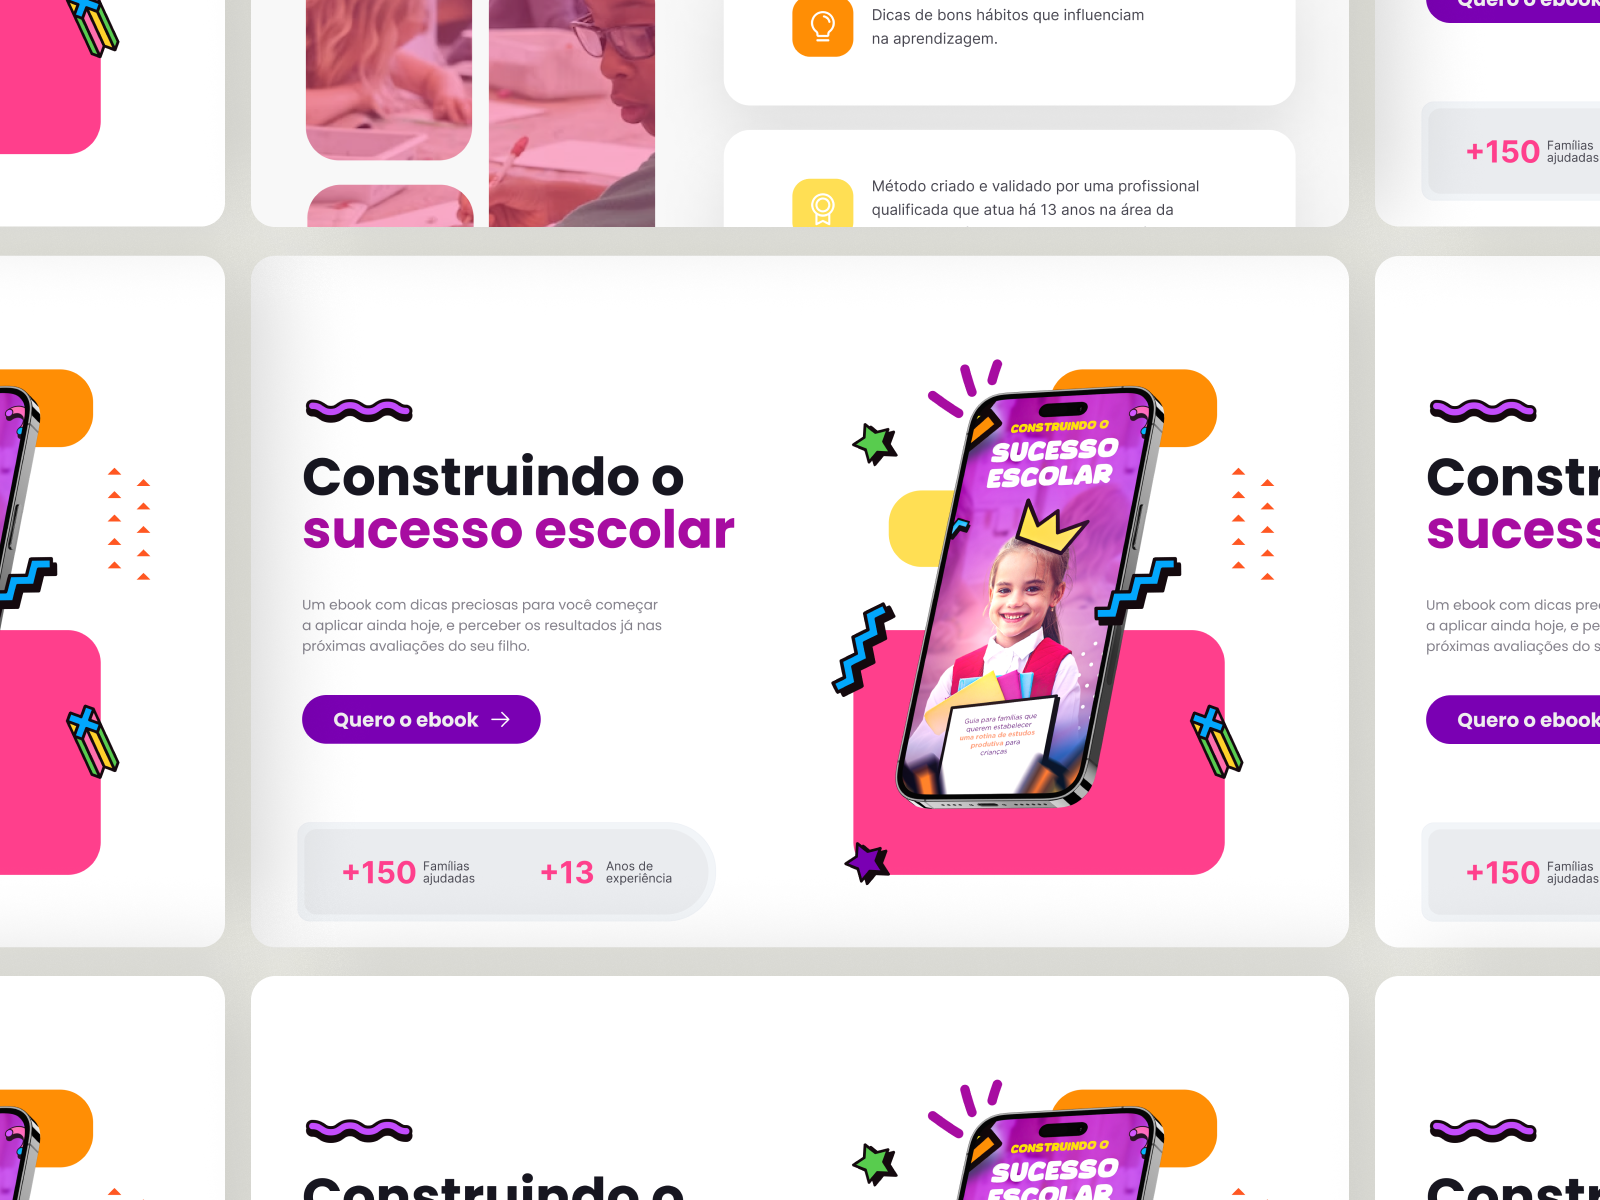 Dicas de bons hábitos que influenciam
na aprendizagem.
Método criado e validado por uma profissional
qualificada que atua há 13 anos na área da
Quero o ebook
+150 Famílias
ajudadas
Construindo o
sucesso escolar
Um ebook com dicas preciosas para você começar
a aplicar ainda hoje, e perceber os resultados já nas
próximas avaliações do seu filho.
Quero o ebook
+150 Famílias
ajudadas
+13 Anos de
experiência
CONSTRUINDO O
SUCESSO
ESCOLAR
Guia para famílias que
querem estabelecer
uma rotina de estudos
produtiva para
crianças
Constr
sucess
Um ebook com dicas pre
a aplicar ainda hoje, e pe
próximas avaliações do s
Quero o ebook
+150 Famílias
ajudadas
Construindo o
CONSTRUINDO O
SUCESSO
ESCOLAR
Constr